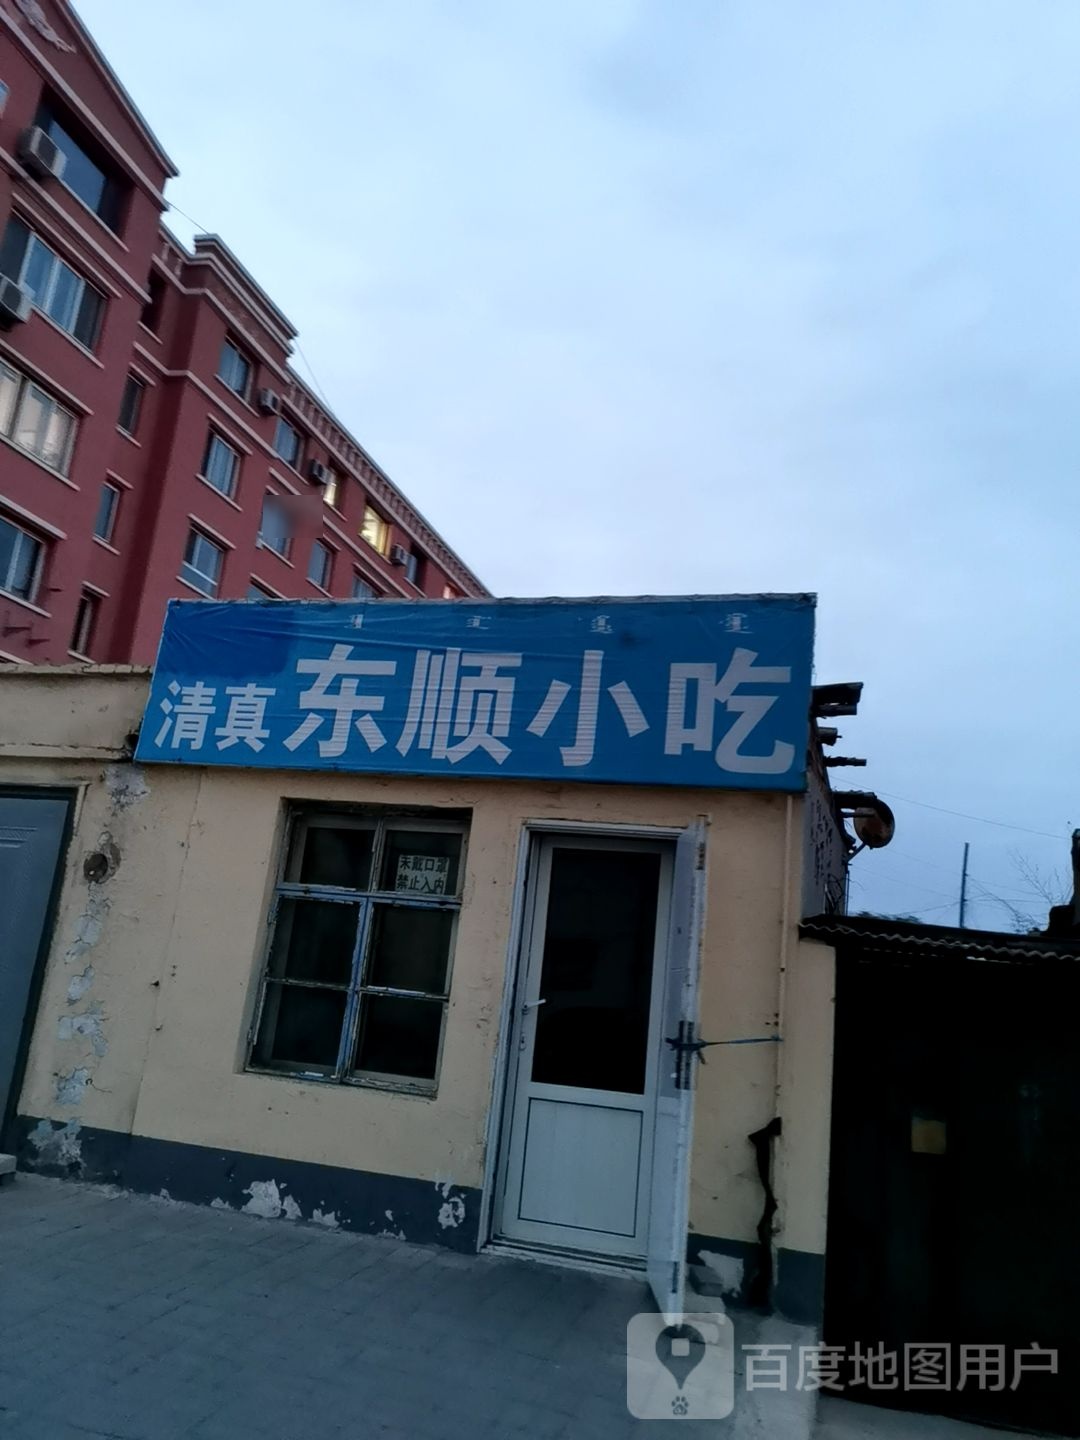 清真 东顺小吃
未戴口罩
禁止入内
百度地图用户